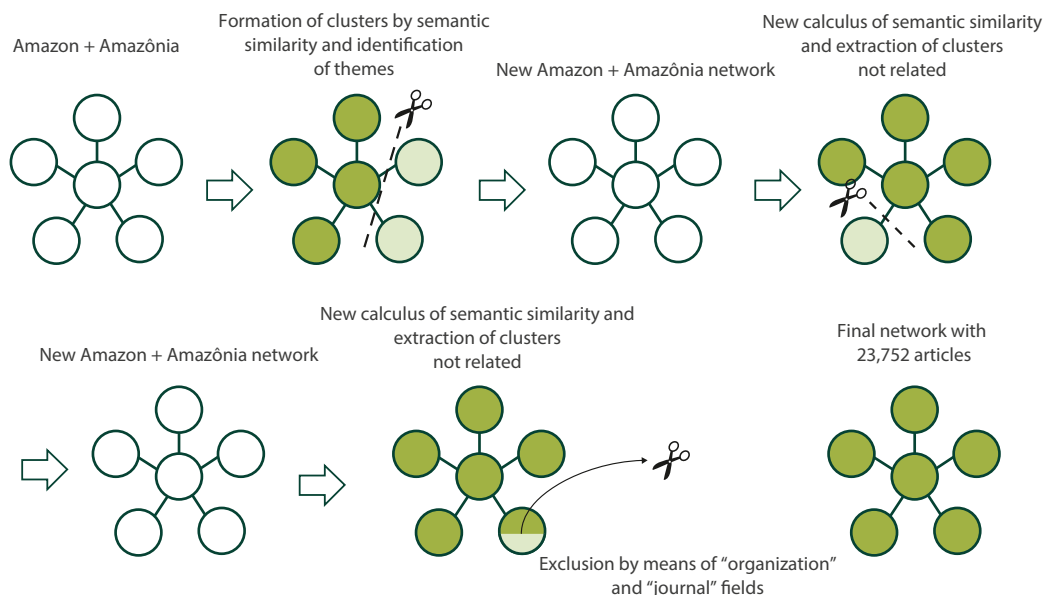 Amazon + Amazônia
Formation of clusters by semantic
similarity and identification
of themes
New Amazon + Amazônia network
New calculus of semantic similarity
and extraction of clusters
not related
New Amazon + Amazônia network
New calculus of semantic similarity and
extraction of clusters
not related
Exclusion by means of “organization”
and “journal” fields
Final network with
23,752 articles